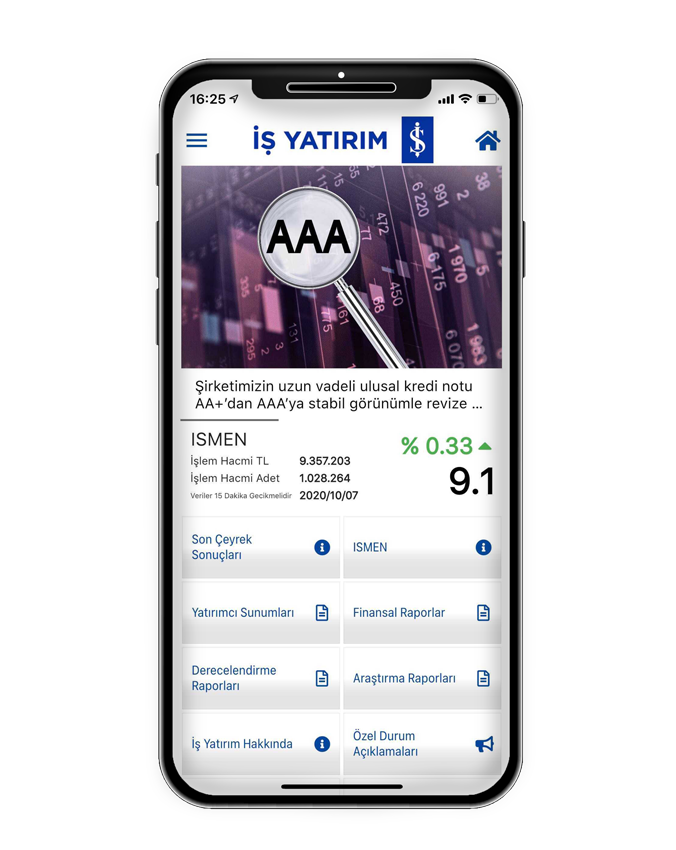 16:25
İŞ YATIRIM
AAA
Şirketimizin uzun vadeli ulusal kredi notu
AA+'dan AAA'ya stabil görünümle revize ...
ISMEN
% 0.33
İşlem Hacmi TL 9.357.203
İşlem Hacmi Adet 1.028.264
9.1
Veriler 15 Dakika Gecikmelidir 2020/10/07
Son Çeyrek
Sonuçları
ISMEN
Yatırımcı Sunumları
Finansal Raporlar
Derecelendirme
Raporları
Araştırma Raporları
İş Yatırım Hakkında
Özel Durum
Açıklamaları